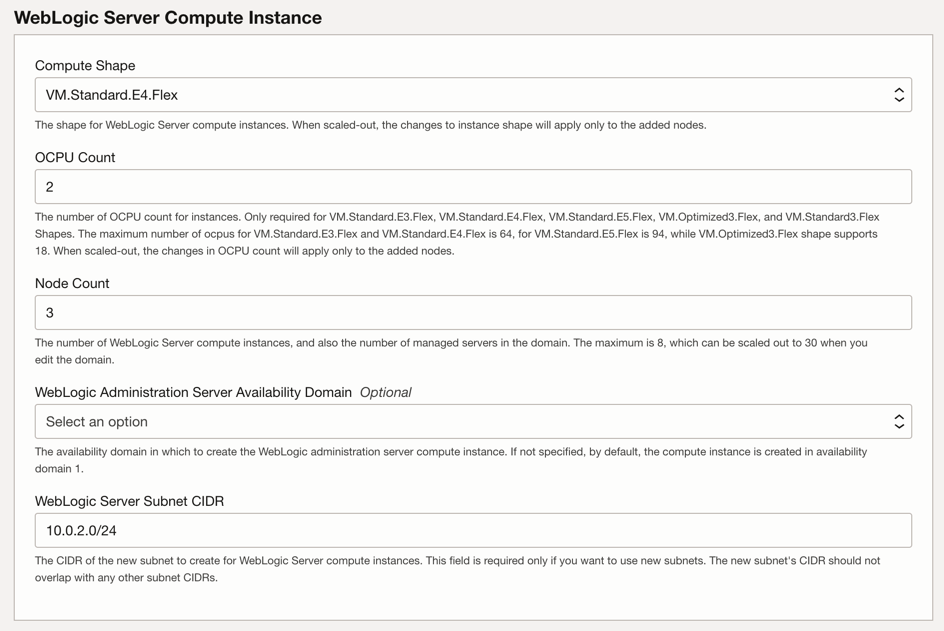 WebLogic Server Compute Instance
Compute Shape
VM.Standard.E4.Flex
The shape for WebLogic Server compute instances. When scaled-out, the changes to instance shape will apply only to the added nodes.
OCPU Count
2
The number of OCPU count for instances. Only required for VM.Standard.E3.Flex, VM.Standard.E4.Flex, VM.Standard.E5.Flex, VM.Optimized3.Flex, and VM.Standard3.Flex
Shapes. The maximum number of ocpus for VM.Standard.E3.Flex and VM.Standard.E4.Flex is 64, for VM.Standard.E5.Flex is 94, while VM.Optimized3.Flex shape supports
18. When scaled-out, the changes in OCPU count will apply only to the added nodes.
Node Count
3
The number of WebLogic Server compute instances, and also the number of managed servers in the domain. The maximum is 8, which can be scaled out to 30 when you
edit the domain.
WebLogic Administration Server Availability Domain Optional
Select an option
The availability domain in which to create the WebLogic administration server compute instance. If not specified, by default, the compute instance is created in availability
domain 1.
WebLogic Server Subnet CIDR
10.0.2.0/24
The CIDR of the new subnet to create for WebLogic Server compute instances. This field is required only if you want to use new subnets. The new subnet's CIDR should not
overlap with any other subnet CIDRs.